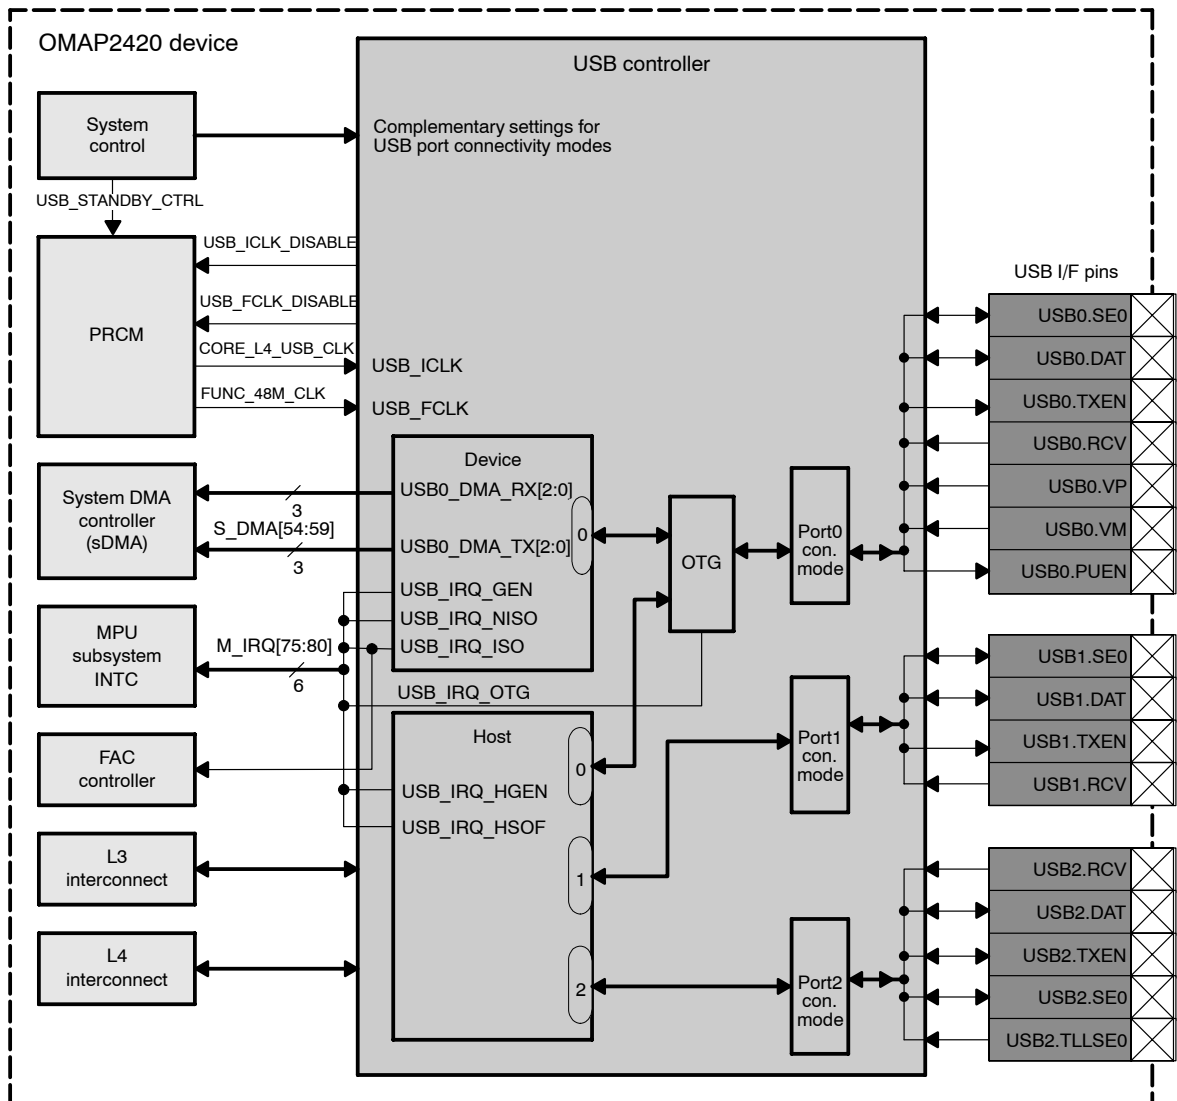 OMAP2420 device
USB controller
System
control
Complementary settings for
USB port connectivity modes
USB_STANDBY_CTRL
PRCM
USB_ICLK_DISABLE
USB_FCLK_DISABLE
CORE_L4_USB_CLK
USB_ICLK
FUNC_48M_CLK
USB_FCLK
System DMA
controller
(sDMA)
3
S_DMA[54:59]
3
Device
USB0_DMA_RX[2:0]
USB0_DMA_TX[2:0]
0
USB_IRQ_GEN
USB_IRQ_NISO
USB_IRQ_ISO
MPU
subsystem
INTC
M_IRQ[75:80]
6
USB_IRQ_OTG
FAC
controller
Host
0
USB_IRQ_HGEN
USB_IRQ_HSOF
1
2
L3
interconnect
L4
interconnect
OTG
Port0
con.
mode
Port1
con.
mode
Port2
con.
mode
USB I/F pins
USB0.SE0
USB0.DAT
USB0.TXEN
USB0.RCV
USB0.VP
USB0.VM
USB0.PUEN
USB1.SE0
USB1.DAT
USB1.TXEN
USB1.RCV
USB2.RCV
USB2.DAT
USB2.TXEN
USB2.SE0
USB2.TLLSE0